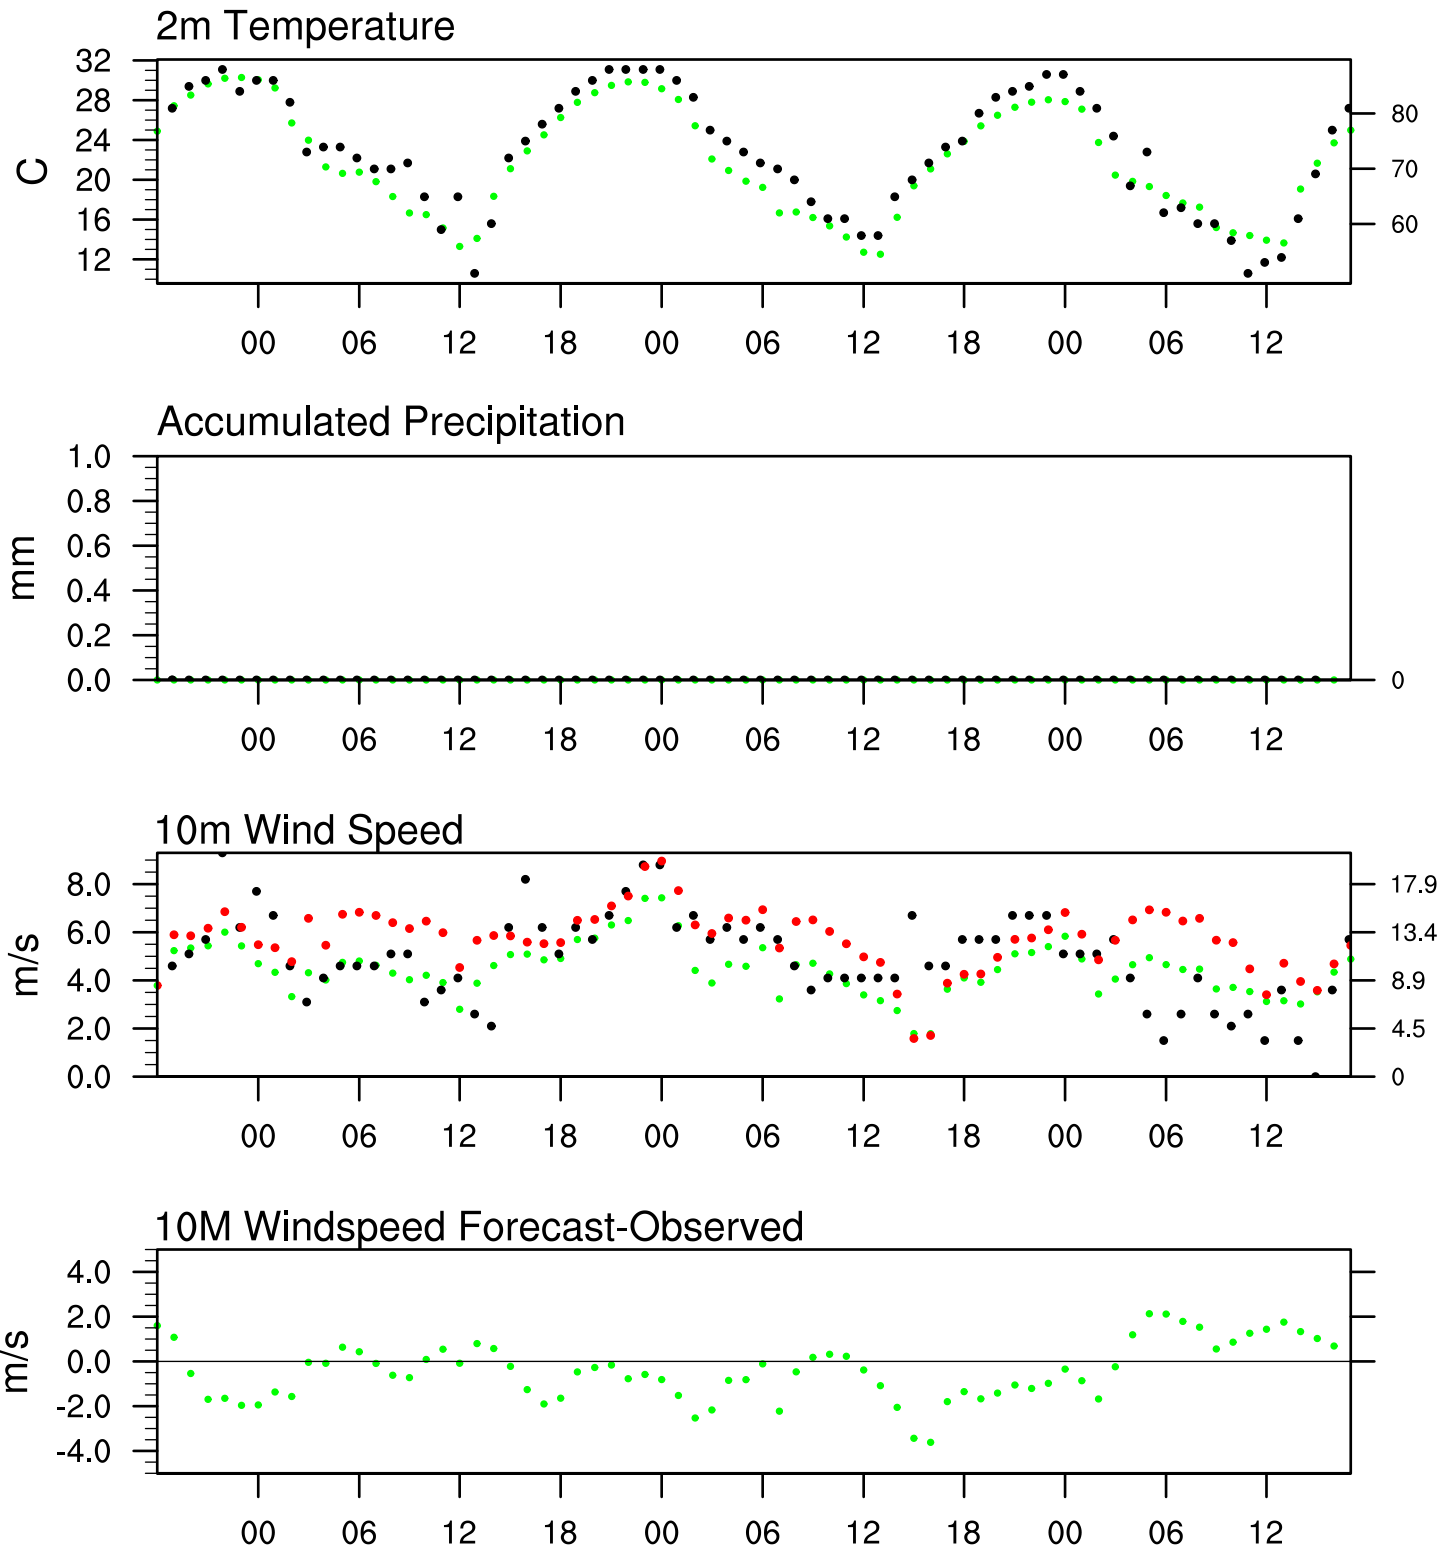 2m Temperature
32
28
24
20
16
12
C
80
70
60
00 06 12 18 00 06 12 18 00 06 12
Accumulated Precipitation
1.0
0.8
0.6
0.4
0.2
0.0
mm
0
00 06 12 18 00 06 12 18 00 06 12
10m Wind Speed
8.0
6.0
4.0
2.0
0.0
m/s
17.9
13.4
8.9
4.5
0
00 06 12 18 00 06 12 18 00 06 12
10M Windspeed Forecast-Observed
4.0
2.0
0.0
-2.0
-4.0
m/s
00 06 12 18 00 06 12 18 00 06 12